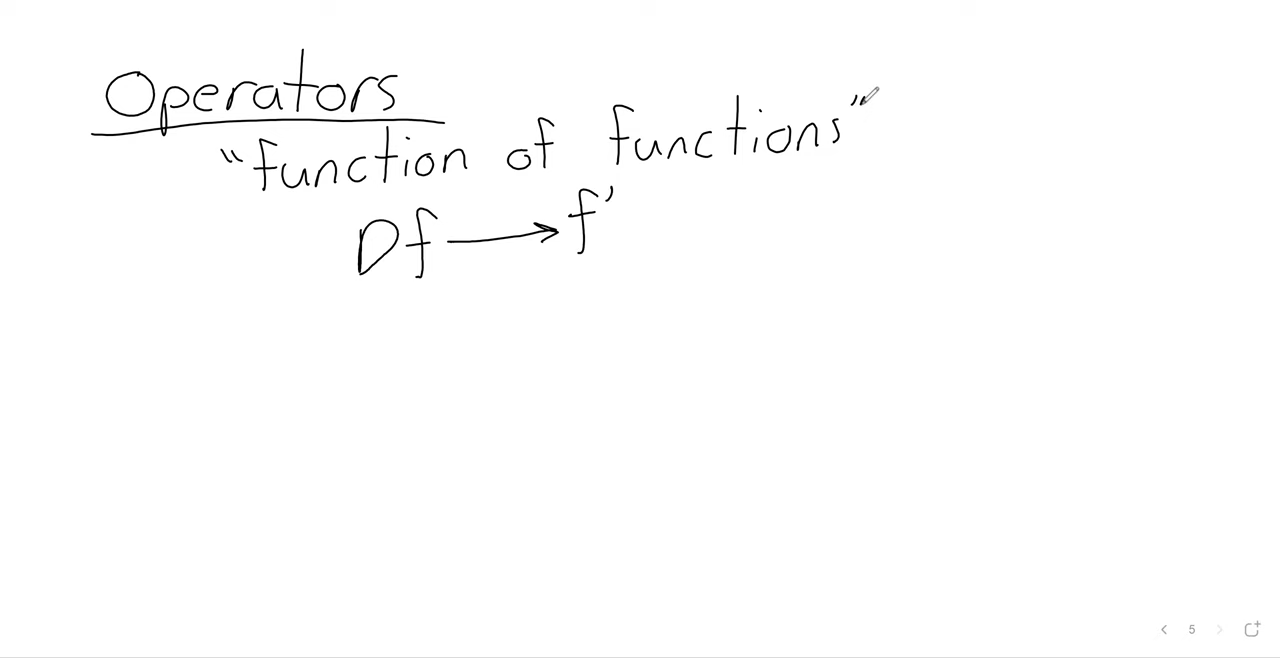 Operators
"function of functions"
Df → f'
5